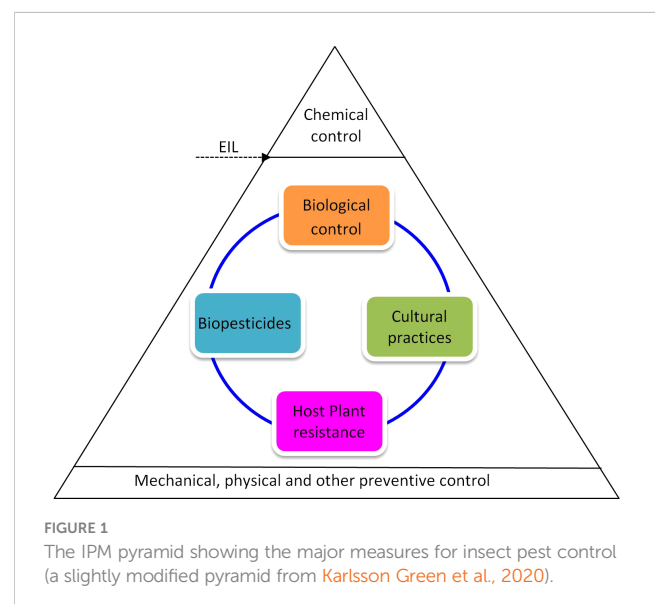 Chemical
control
EIL
Biological
control
Biopesticides
Cultural
practices
Host Plant
resistance
Mechanical, physical and other preventive control
FIGURE 1
The IPM pyramid showing the major measures for insect pest control
(a slightly modified pyramid from Karlsson Green et al., 2020).